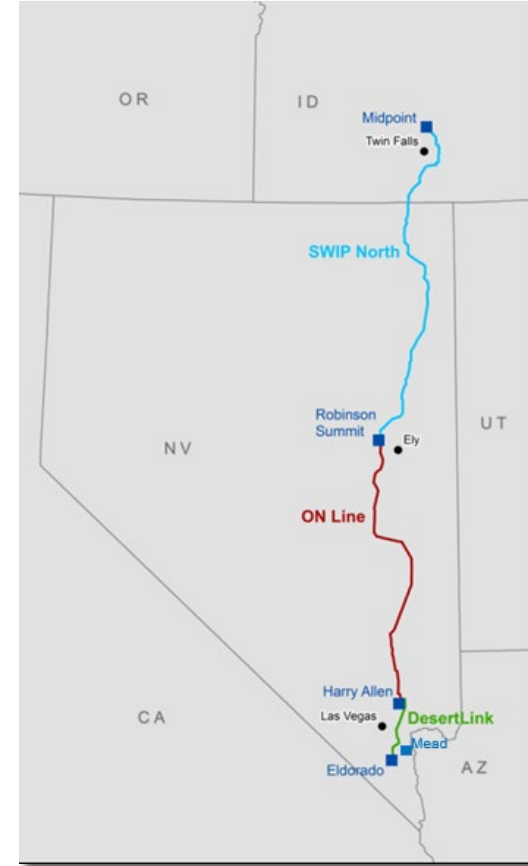 OR
ID
Midpoint
Twin Falls
SWIP North
Robinson
Summit
Ely
UT
NV
ON Line
Harry Allen
Las Vegas
DesertLink
CA
Mead
Eldorado
AZ